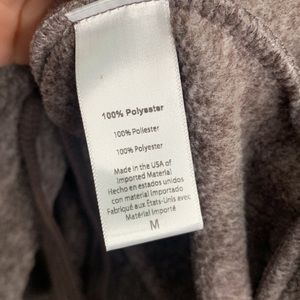 100% Polyester
100% Poliester
100% Polyester
Made in the USA of
Imported Material
Hecho en estados unidos
con material Importado
Fabriqué aux États-Unis avec
Matérial Importé
M